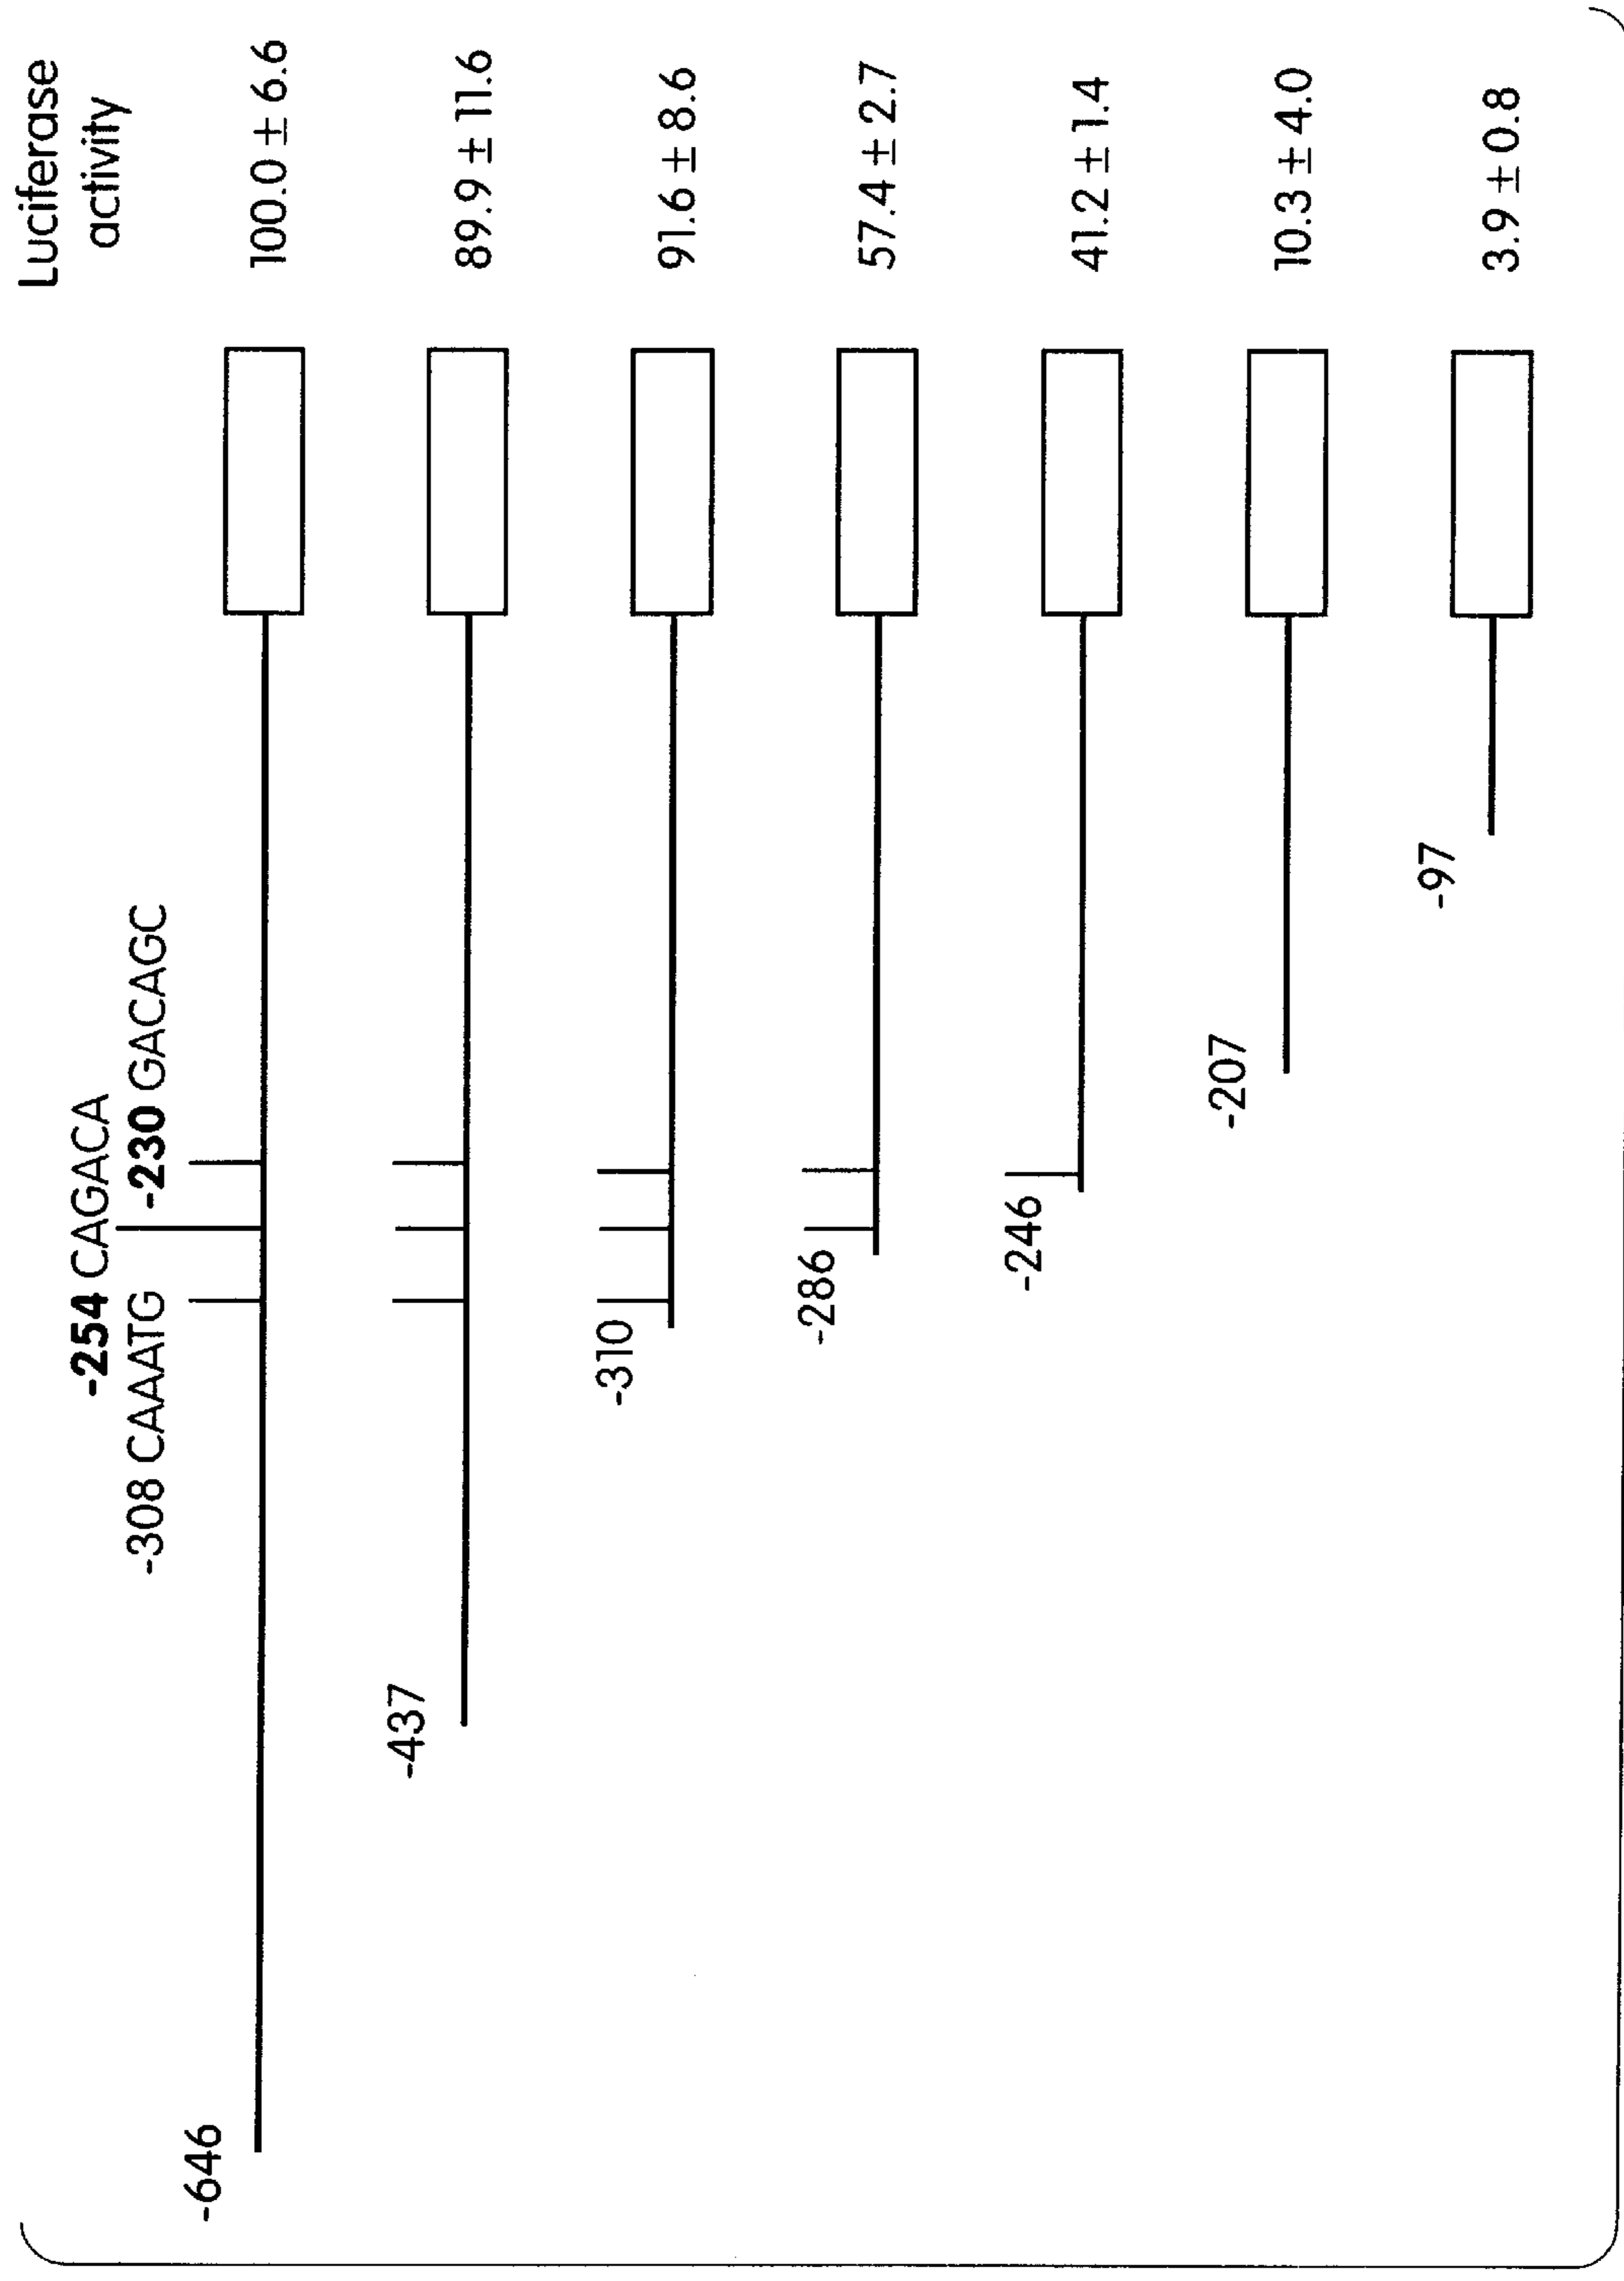 Luciferase
activity
-254 CAGACA
-308 CAATG
-230 GACAGC
-646
100.0 ± 6.6
-437
89.9 ± 11.6
-310
91.6 ± 8.6
-286
57.4 ± 2.7
-246
41.2 ± 1.4
-207
10.3 ± 4.0
-97
3.9 ± 0.8